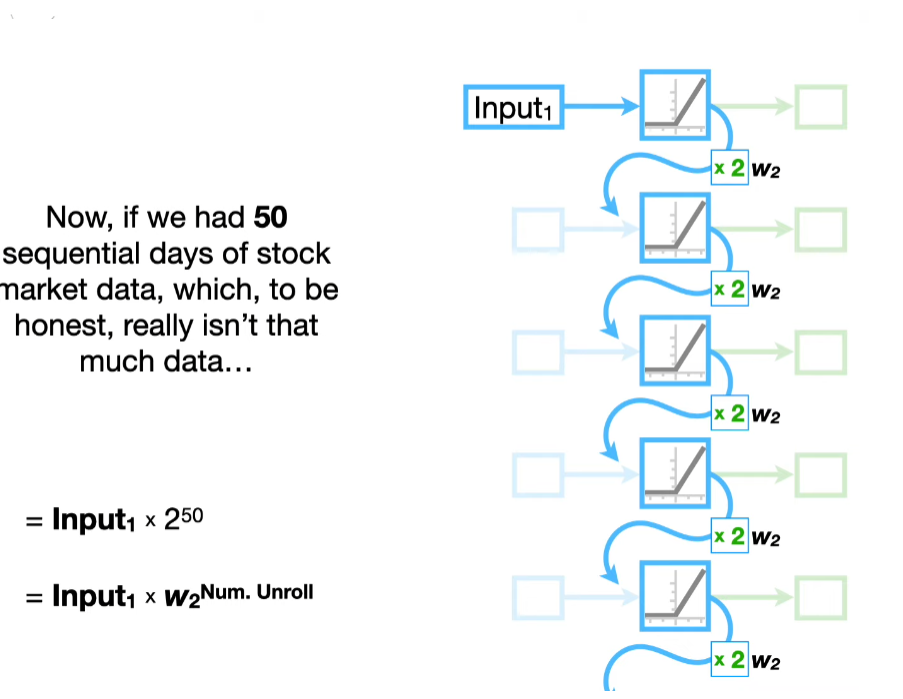 Input₁
x 2 w₂
Now, if we had 50
sequential days of stock
market data, which, to be
honest, really isn't that
much data…
x 2 w₂
x 2 w₂
= Input₁ × 2⁵⁰
x 2 w₂
= Input₁ × w₂^Num. Unroll
x 2 w₂